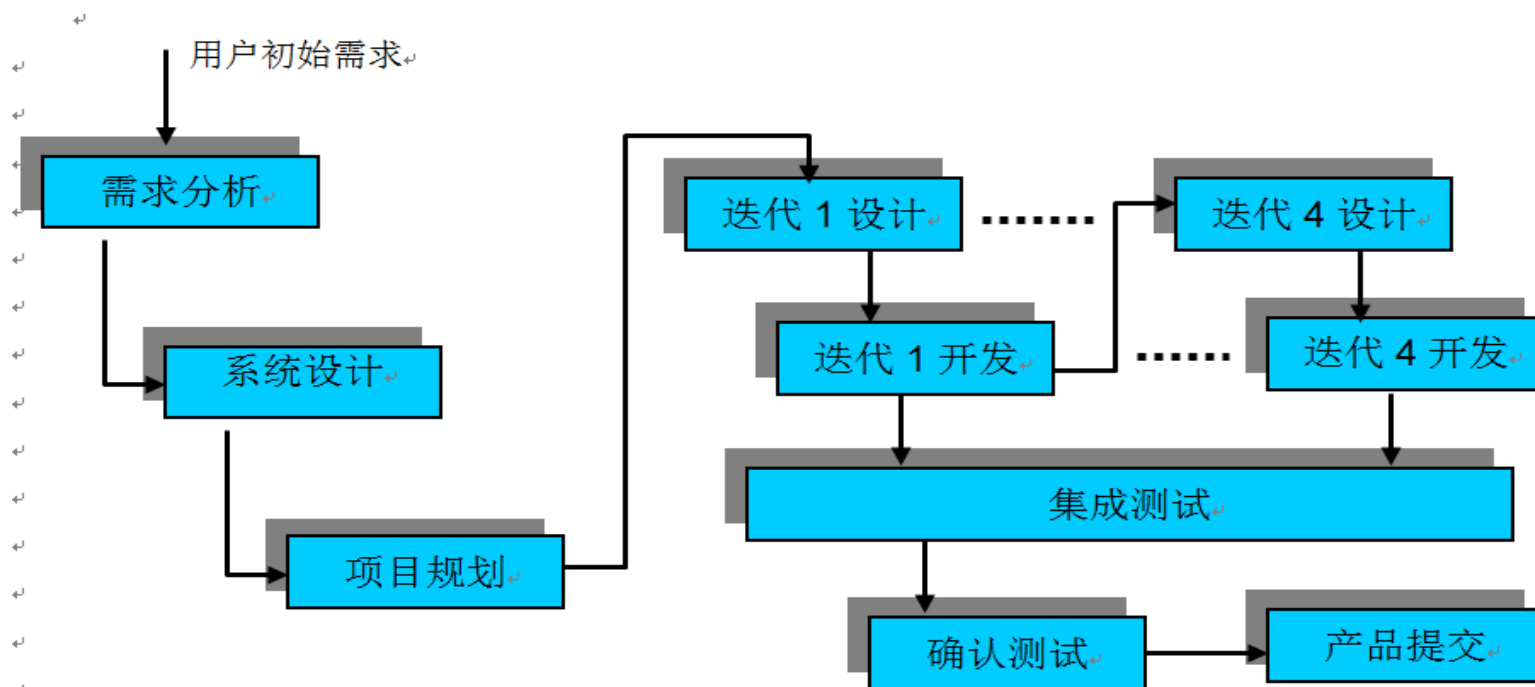 用户初始需求
需求分析
系统设计
项目规划
迭代 1 设计
迭代 4 设计
迭代 1 开发
迭代 4 开发
集成测试
确认测试
产品提交